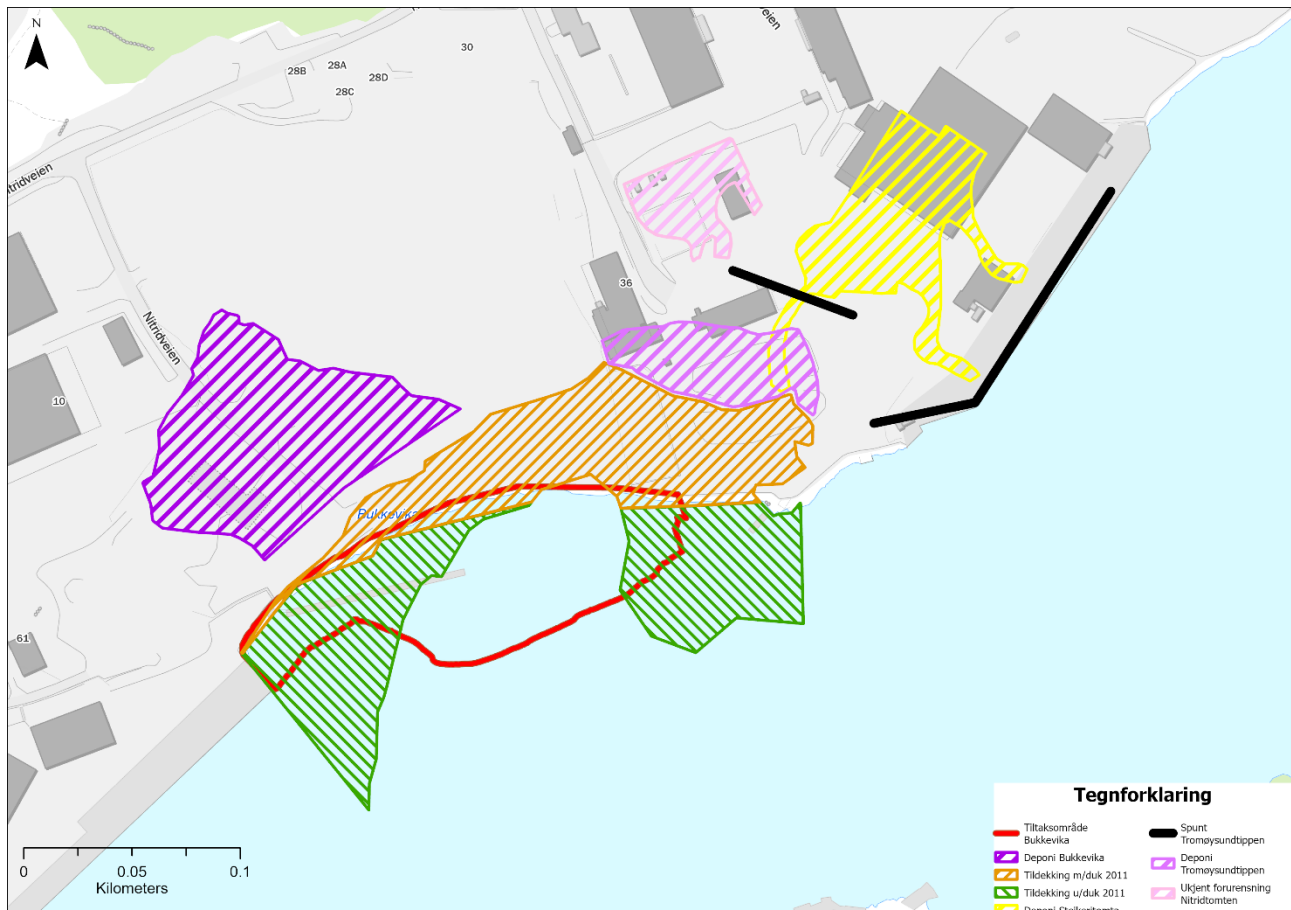 N
30
28B
28A
28C
28D
Nitridveien
36
10
61
Bukkevika
0
0.05
0.1
Kilometers
Tegnforklaring
Tiltaksområde
Bukkevika
Deponi Bukkevika
Tildekking m/duk 2011
Tildekking u/duk 2011
Spunt
Tromøysundtippen
Deponi
Tromøysundtippen
Ukjent forurensning
Nitridtomten